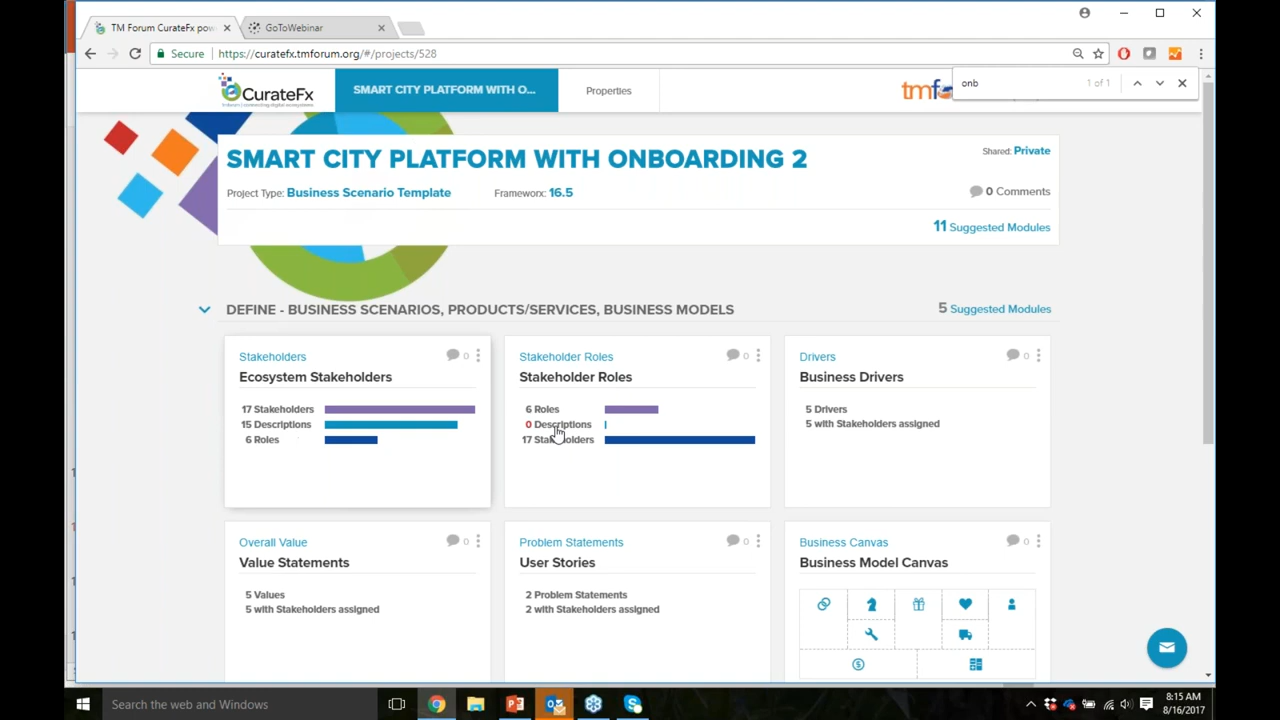 TM Forum CurateFx pow
GoToWebinar
Secure
https://curatefx.tmforum.org/#/projects/528
CurateFx
SMART CITY PLATFORM WITH O...
Properties
tmf
onb
1 of 1
SMART CITY PLATFORM WITH ONBOARDING 2
Shared: Private
Project Type: Business Scenario Template
Frameworx: 16.5
0 Comments
11 Suggested Modules
DEFINE - BUSINESS SCENARIOS, PRODUCTS/SERVICES, BUSINESS MODELS
5 Suggested Modules
Stakeholders
0
Ecosystem Stakeholders
17 Stakeholders
15 Descriptions
6 Roles
Stakeholder Roles
0
Stakeholder Roles
6 Roles
0 Descriptions
17 Stakeholders
Drivers
0
Business Drivers
5 Drivers
5 with Stakeholders assigned
Overall Value
0
Value Statements
5 Values
5 with Stakeholders assigned
Problem Statements
0
User Stories
2 Problem Statements
2 with Stakeholders assigned
Business Canvas
0
Business Model Canvas
Search the web and Windows
8:15 AM
8/16/2017